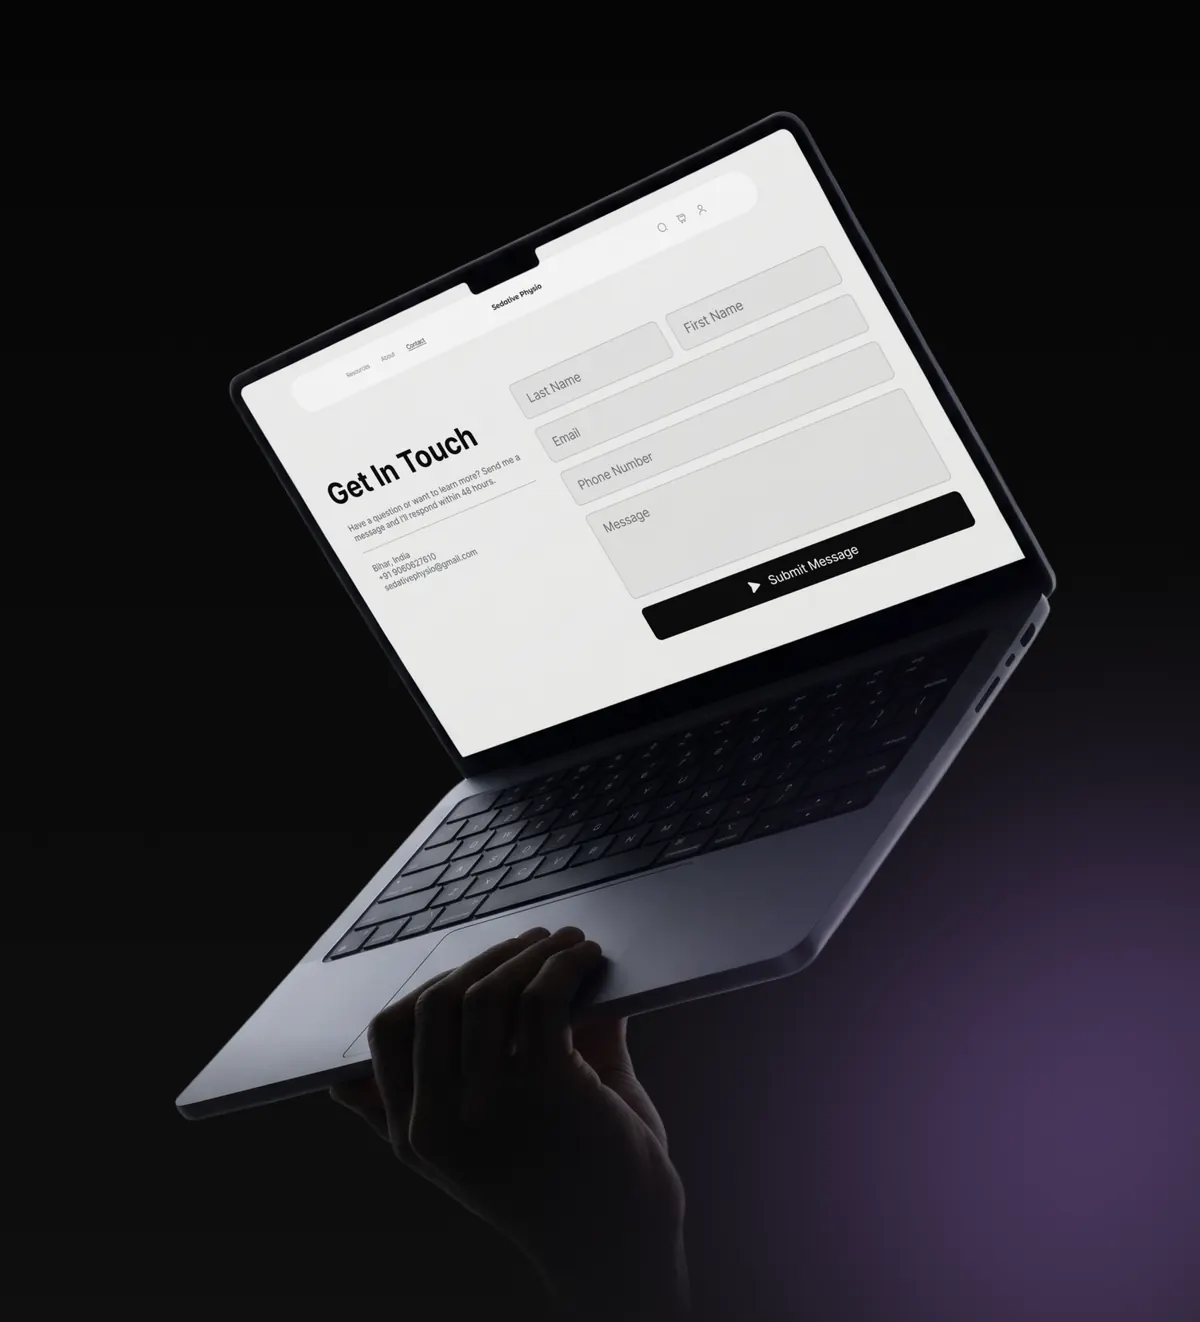 Resources About Contact
Sedative Physio
Get In Touch
Have a question or want to learn more? Send me a
message and I'll respond within 48 hours.
Bihar, India
+91 9060627610
sedativephysio@gmail.com
Last Name
First Name
Email
Phone Number
Message
Submit Message